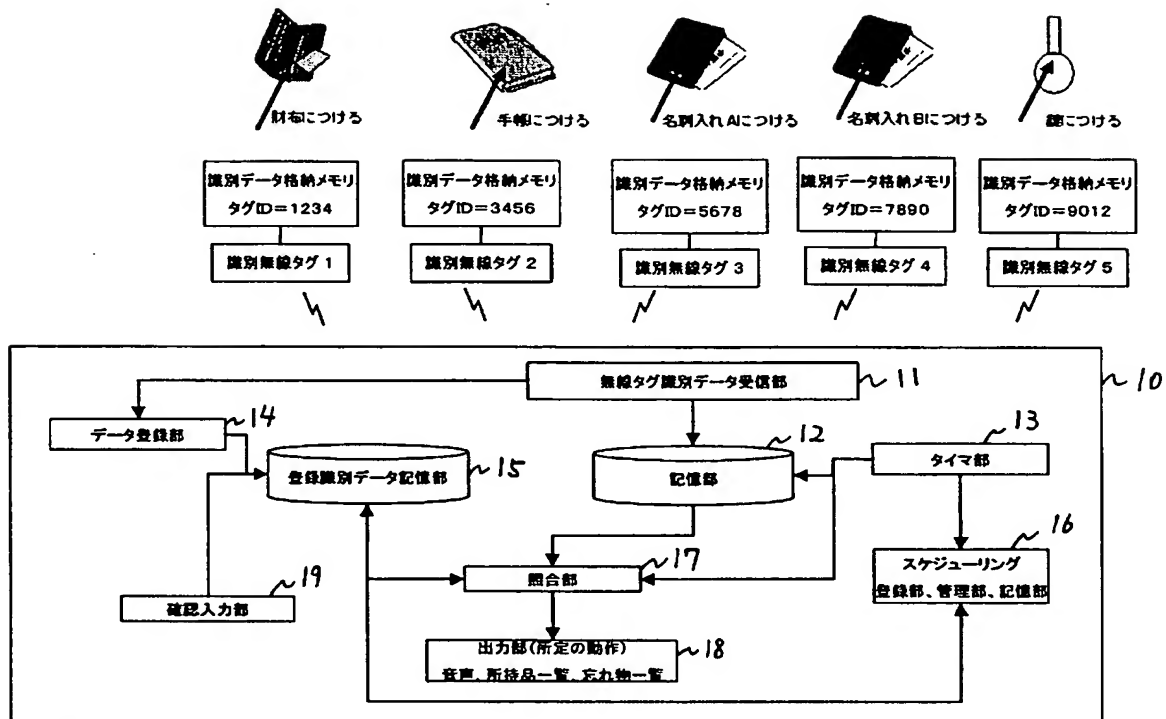 財布につける
手帳につける
名刺入れAにつける
名刺入れBにつける
鍵につける
識別データ格納メモリ
タグID=1234
識別データ格納メモリ
タグID=3456
識別データ格納メモリ
タグID=5678
識別データ格納メモリ
タグID=7890
識別データ格納メモリ
タグID=9012
識別無線タグ 1
識別無線タグ 2
識別無線タグ 3
識別無線タグ 4
識別無線タグ 5
無線タグ識別データ受信部
11
10
データ登録部
14
登録識別データ記憶部
15
記憶部
12
タイマ部
13
スケジューリング
登録部、管理部、記憶部
16
照合部
17
確認入力部
19
出力部(所定の動作)
音声、所持品一覧、忘れ物一覧
18